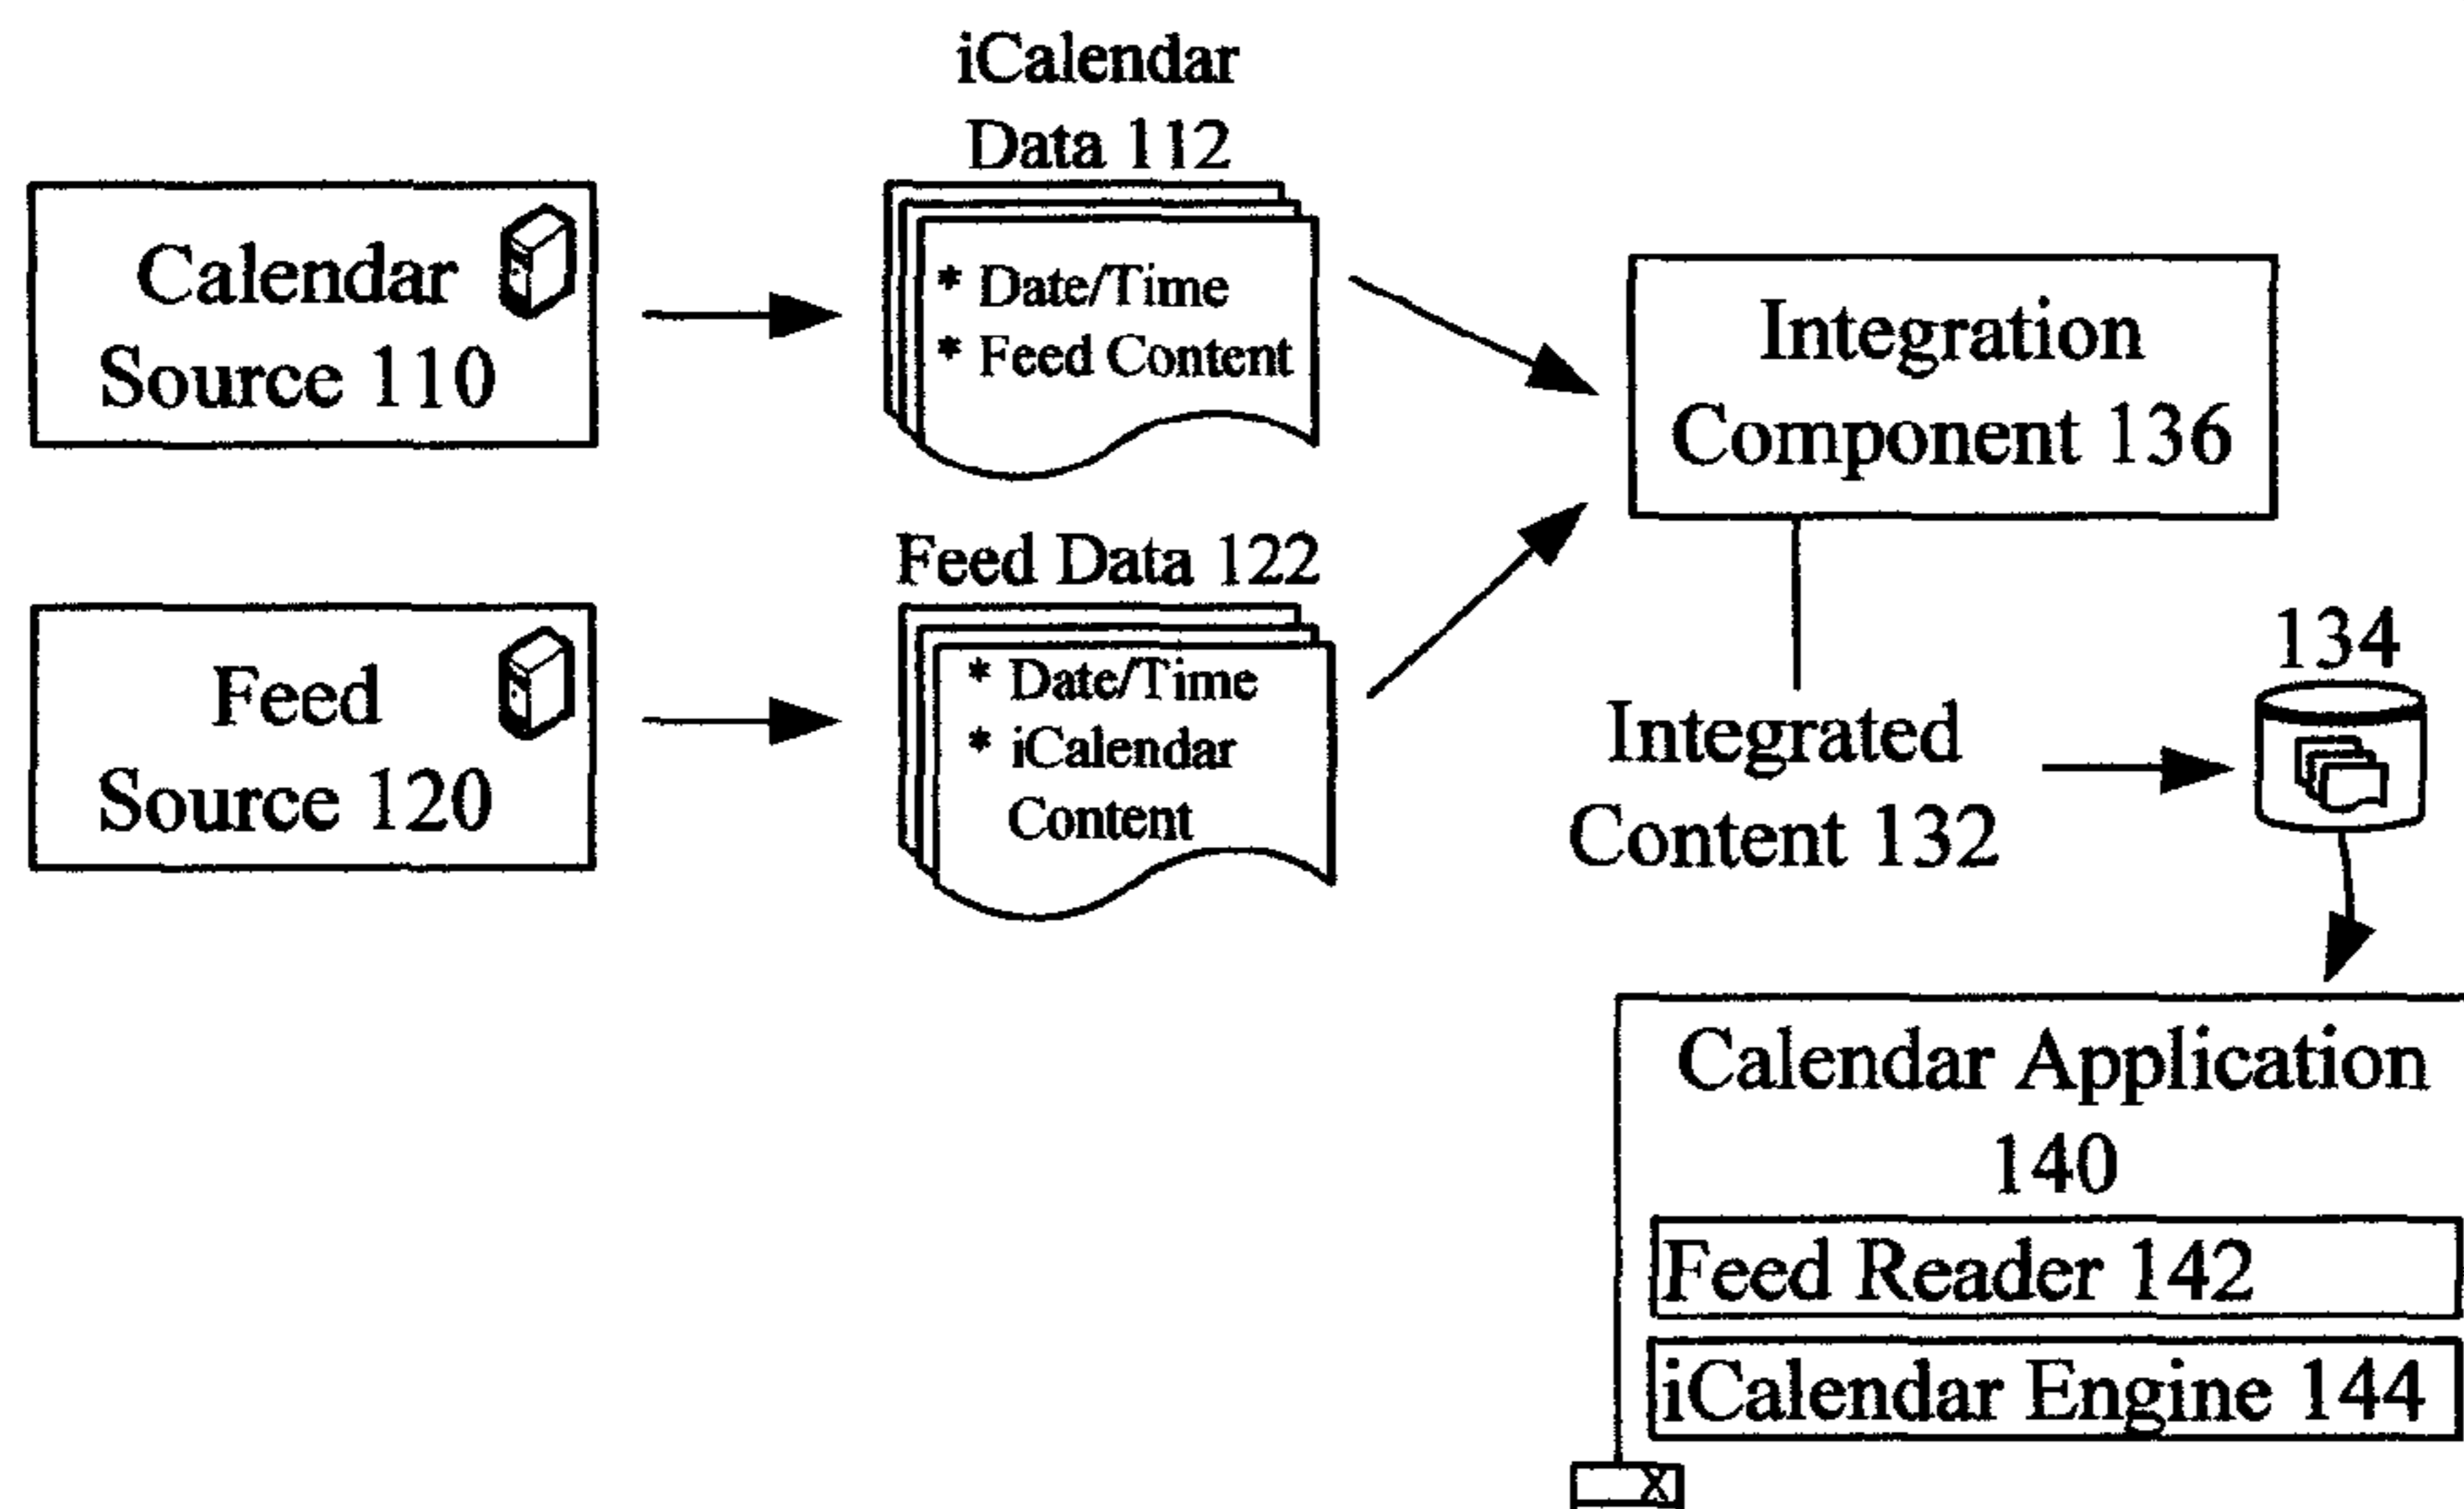 iCalendar
Data 112
Calendar
Source 110
* Date/Time
* Feed Content
Integration
Component 136
Feed Data 122
Feed
Source 120
* Date/Time
* iCalendar
Content
134
Integrated
Content 132
Calendar Application
140
Feed Reader 142
iCalendar Engine 144
X